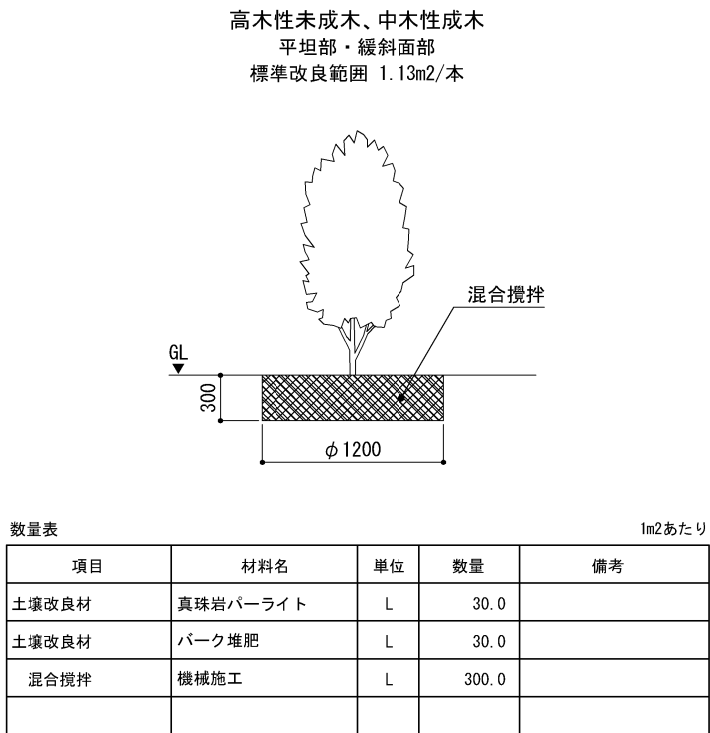 高木性未成木、中木性成木
平坦部・緩斜面部
標準改良範囲 1.13m2/本
混合攪拌
GL
300
φ1200
数量表 1m2あたり
項目 材料名 単位 数量 備考
土壌改良材 真珠岩パーライト L 30.0
土壌改良材 バーク堆肥 L 30.0
混合攪拌 機械施工 L 300.0